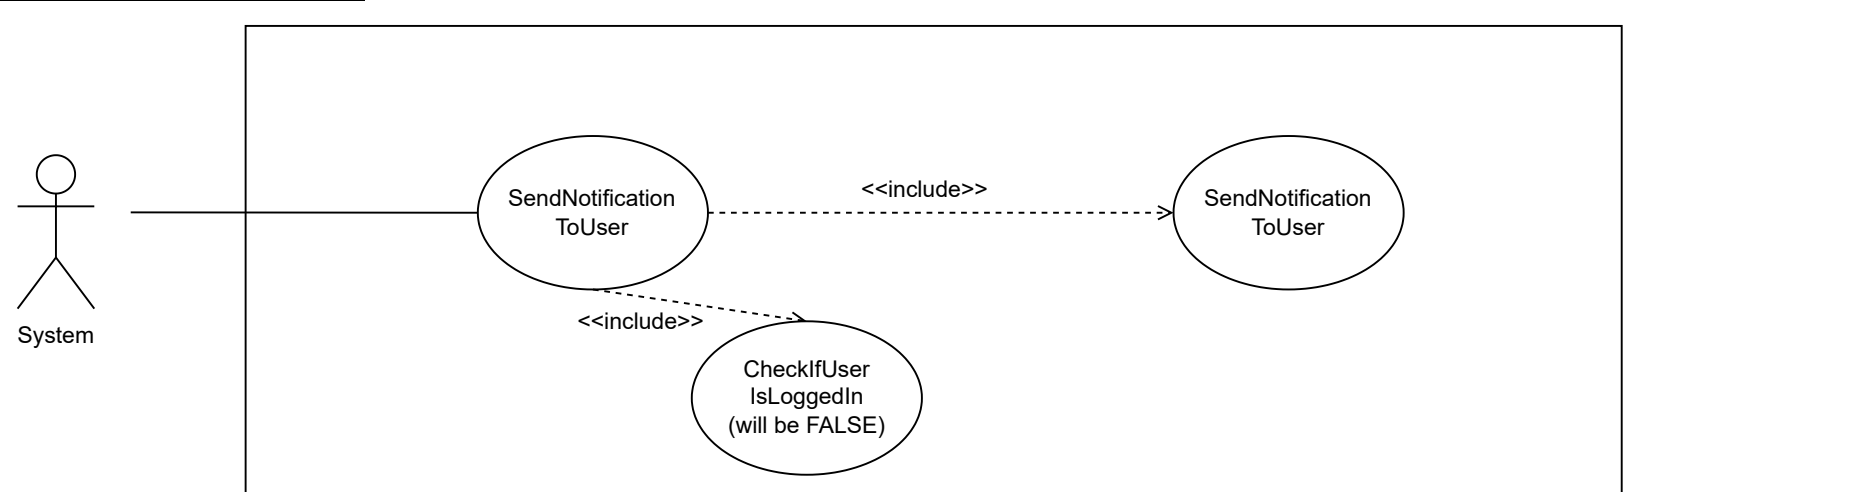 SendNotification
ToUser
<<include>>
SendNotification
ToUser
<<include>>
System
CheckIfUser
IsLoggedIn
(will be FALSE)